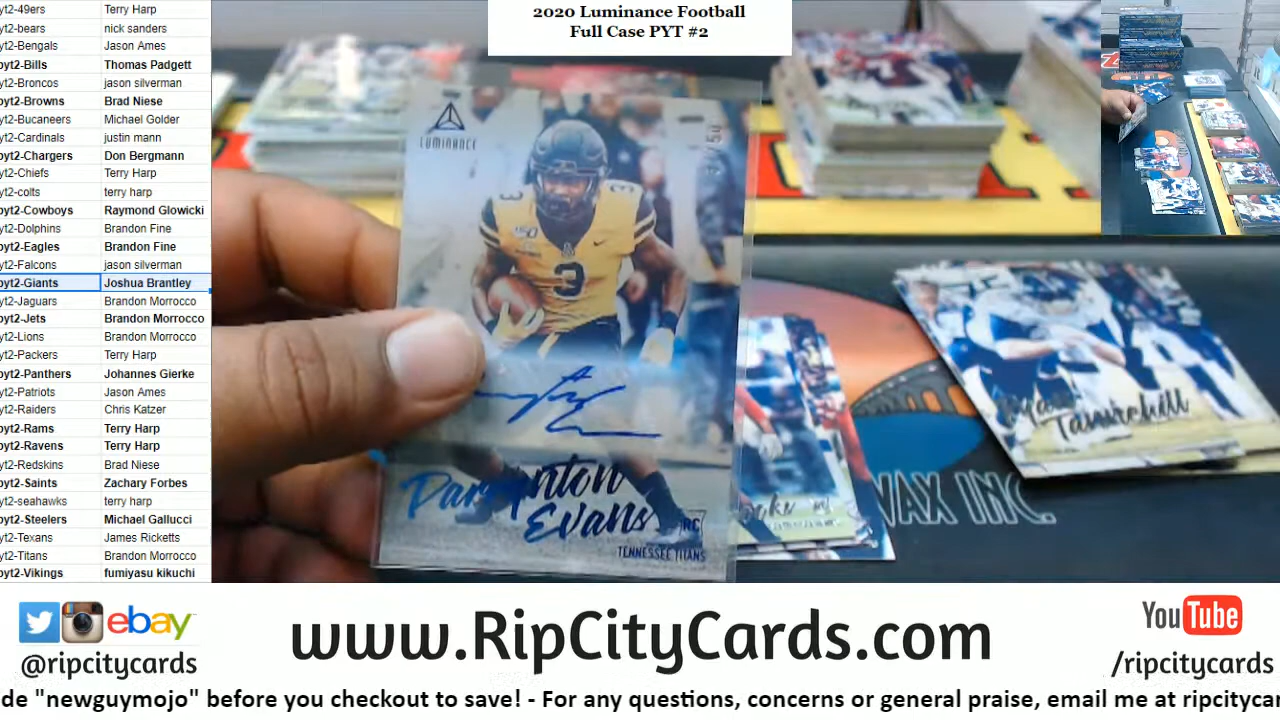 2020 Luminance Football
Full Case PYT #2
yt2-49ers Terry Harp
yt2-bears nick sanders
yt2-Bengals Jason Ames
pyt2-Bills Thomas Padgett
yt2-Broncos jason silverman
pyt2-Browns Brad Niese
yt2-Bucaneers Michael Golder
yt2-Cardinals justin mann
pyt2-Chargers Don Bergmann
yt2-Chiefs Terry Harp
yt2-colts terry harp
pyt2-Cowboys Raymond Glowicki
yt2-Dolphins Brandon Fine
pyt2-Eagles Brandon Fine
yt2-Falcons jason silverman
pyt2-Giants Joshua Brantley
yt2-Jaguars Brandon Morrocco
pyt2-Jets Brandon Morrocco
yt2-Lions Brandon Morrocco
yt2-Packers Terry Harp
pyt2-Panthers Johannes Gierke
yt2-Patriots Jason Ames
yt2-Raiders Chris Katzer
pyt2-Rams Terry Harp
pyt2-Ravens Terry Harp
yt2-Redskins Brad Niese
pyt2-Saints Zachary Forbes
yt2-seahawks terry harp
pyt2-Steelers Michael Gallucci
yt2-Texans James Ricketts
yt2-Titans Brandon Morrocco
pyt2-Vikings fumiyasu kikuchi
LUMINANCE
3
3
150
3
Darrynton
Evans
RC
TENNESSEE TITANS
Ryan
Tannehill
WAX INC.
ebay
@ripcitycards
www.RipCityCards.com
YouTube
/ripcitycards
de "newguymojo" before you checkout to save! - For any questions, concerns or general praise, email me at ripcitycar